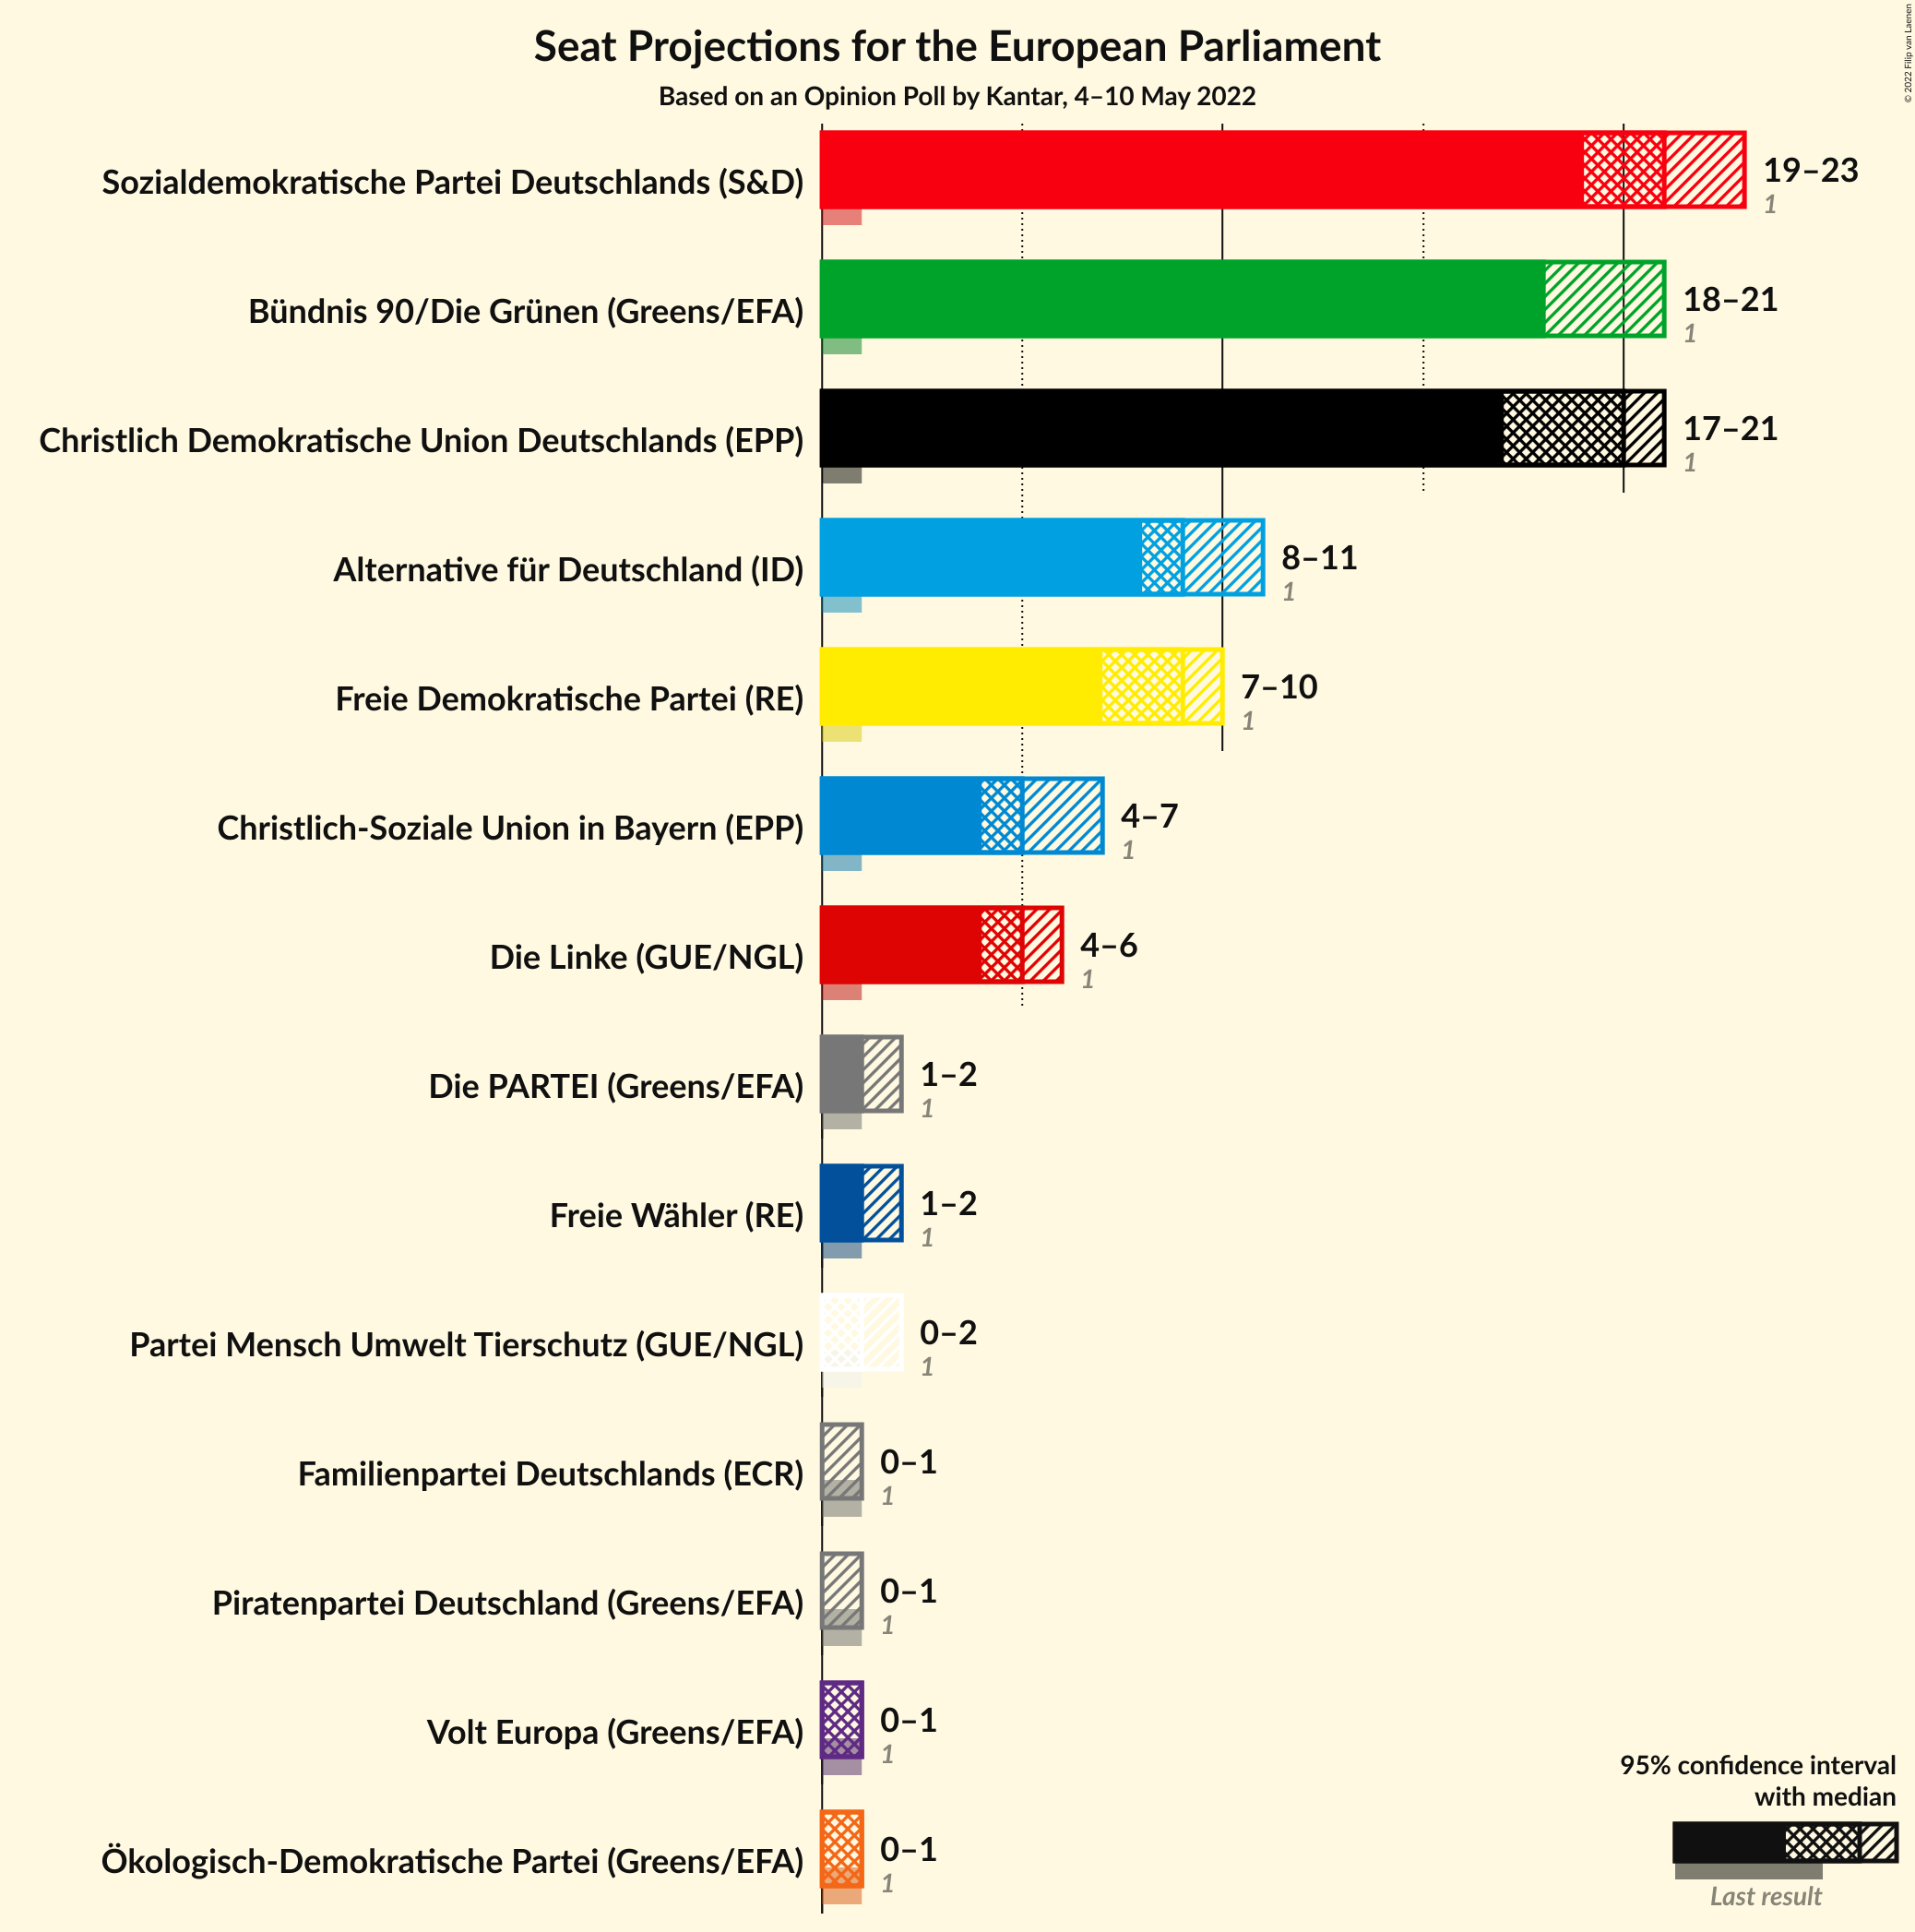 Seat Projections for the European Parliament
Based on an Opinion Poll by Kantar, 4–10 May 2022
© 2022 Filip van Laenen
Sozialdemokratische Partei Deutschlands (S&D)
19–23
1
Bündnis 90/Die Grünen (Greens/EFA)
18–21
1
Christlich Demokratische Union Deutschlands (EPP)
17–21
1
Alternative für Deutschland (ID)
8–11
1
Freie Demokratische Partei (RE)
7–10
1
Christlich-Soziale Union in Bayern (EPP)
4–7
1
Die Linke (GUE/NGL)
4–6
1
Die PARTEI (Greens/EFA)
1–2
1
Freie Wähler (RE)
1–2
1
Partei Mensch Umwelt Tierschutz (GUE/NGL)
0–2
1
Familienpartei Deutschlands (ECR)
0–1
1
Piratenpartei Deutschland (Greens/EFA)
0–1
1
Volt Europa (Greens/EFA)
0–1
1
Ökologisch-Demokratische Partei (Greens/EFA)
0–1
1
95% confidence interval
with median
Last result